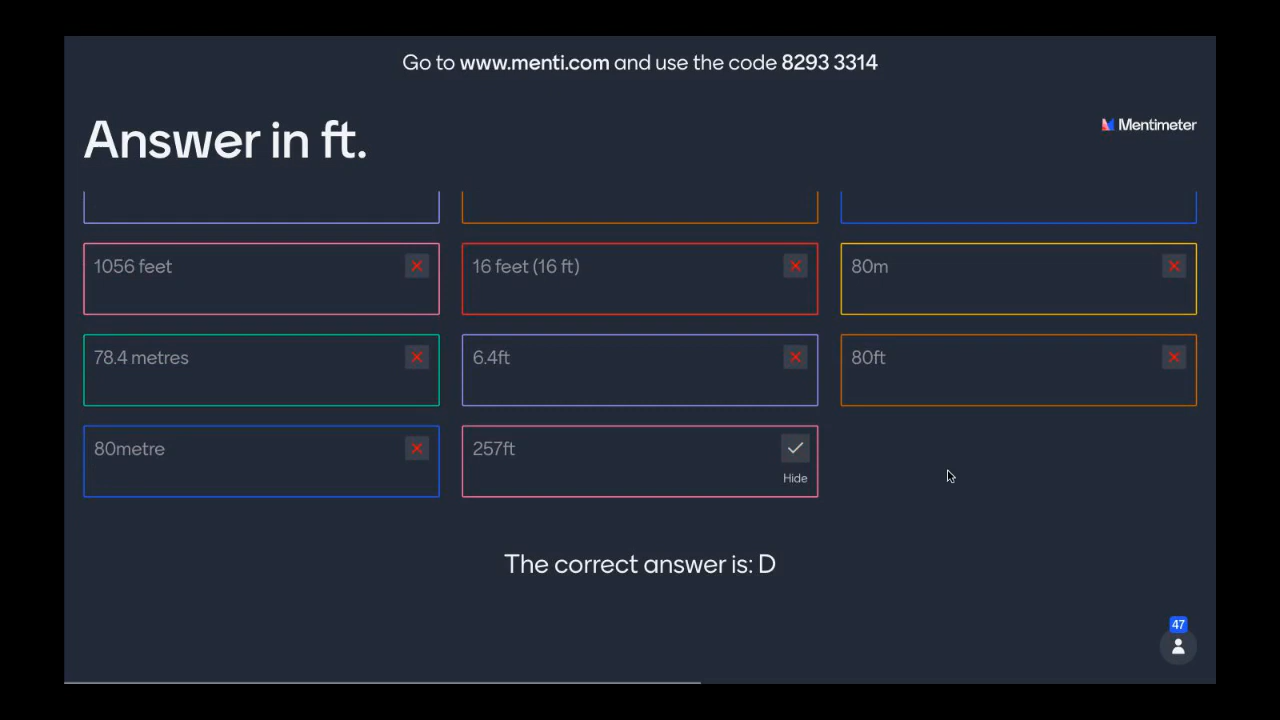 Go to www.menti.com and use the code 8293 3314
Answer in ft.
Mentimeter
1056 feet
16 feet (16 ft)
80m
78.4 metres
6.4ft
80ft
80metre
257ft
Hide
The correct answer is: D
47